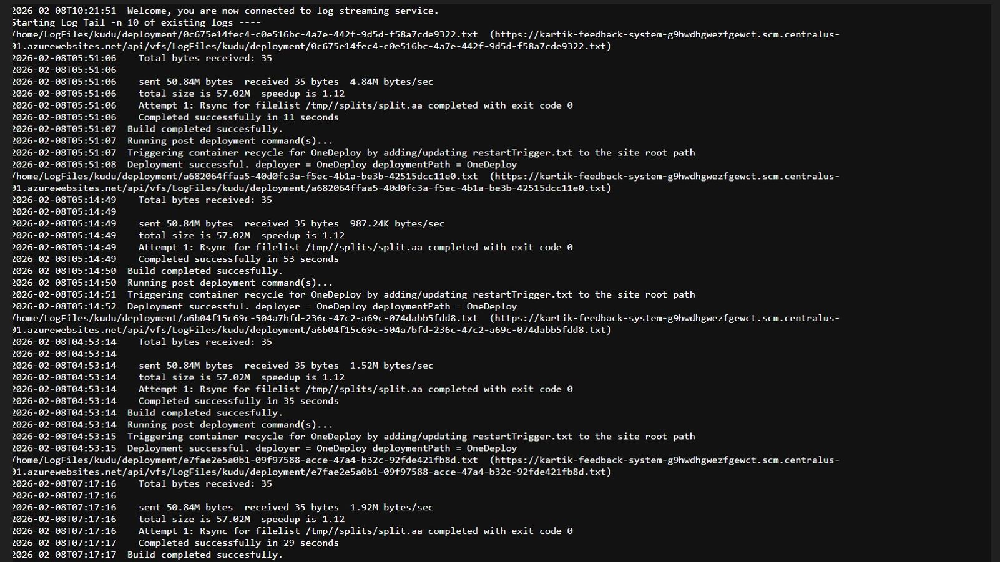 2026-02-08T10:21:51  Welcome, you are now connected to log-streaming service.
Starting Log Tail -n 10 of existing logs ----
/home/LogFiles/kudu/deployment/0c675e14fec4-c0e516bc-4a7e-442f-9d5d-f58a7cde9322.txt  (https://kartik-feedback-system-g9hwdhgwezfgewct.scm.centralus-
01.azurewebsites.net/api/vfs/LogFiles/kudu/deployment/0c675e14fec4-c0e516bc-4a7e-442f-9d5d-f58a7cde9322.txt)
2026-02-08T05:51:06    Total bytes received: 35
2026-02-08T05:51:06
2026-02-08T05:51:06    sent 50.84M bytes  received 35 bytes  4.84M bytes/sec
2026-02-08T05:51:06    total size is 57.02M  speedup is 1.12
2026-02-08T05:51:06    Attempt 1: Rsync for filelist /tmp//splits/split.aa completed with exit code 0
2026-02-08T05:51:06    Completed successfully in 11 seconds
2026-02-08T05:51:07  Build completed succesfully.
2026-02-08T05:51:07  Running post deployment command(s)...
2026-02-08T05:51:07  Triggering container recycle for OneDeploy by adding/updating restartTrigger.txt to the site root path
2026-02-08T05:51:08  Deployment successful. deployer = OneDeploy deploymentPath = OneDeploy
/home/LogFiles/kudu/deployment/a682064ffaa5-40d0fc3a-f5ec-4b1a-be3b-42515dcc11e0.txt  (https://kartik-feedback-system-g9hwdhgwezfgewct.scm.centralus-
01.azurewebsites.net/api/vfs/LogFiles/kudu/deployment/a682064ffaa5-40d0fc3a-f5ec-4b1a-be3b-42515dcc11e0.txt)
2026-02-08T05:14:49    Total bytes received: 35
2026-02-08T05:14:49
2026-02-08T05:14:49    sent 50.84M bytes  received 35 bytes  987.24K bytes/sec
2026-02-08T05:14:49    total size is 57.02M  speedup is 1.12
2026-02-08T05:14:49    Attempt 1: Rsync for filelist /tmp//splits/split.aa completed with exit code 0
2026-02-08T05:14:49    Completed successfully in 53 seconds
2026-02-08T05:14:50  Build completed succesfully.
2026-02-08T05:14:50  Running post deployment command(s)...
2026-02-08T05:14:51  Triggering container recycle for OneDeploy by adding/updating restartTrigger.txt to the site root path
2026-02-08T05:14:52  Deployment successful. deployer = OneDeploy deploymentPath = OneDeploy
/home/LogFiles/kudu/deployment/a6b04f15c69c-504a7bfd-236c-47c2-a69c-074dabb5fdd8.txt  (https://kartik-feedback-system-g9hwdhgwezfgewct.scm.centralus-
01.azurewebsites.net/api/vfs/LogFiles/kudu/deployment/a6b04f15c69c-504a7bfd-236c-47c2-a69c-074dabb5fdd8.txt)
2026-02-08T04:53:14    Total bytes received: 35
2026-02-08T04:53:14
2026-02-08T04:53:14    sent 50.84M bytes  received 35 bytes  1.52M bytes/sec
2026-02-08T04:53:14    total size is 57.02M  speedup is 1.12
2026-02-08T04:53:14    Attempt 1: Rsync for filelist /tmp//splits/split.aa completed with exit code 0
2026-02-08T04:53:14    Completed successfully in 35 seconds
2026-02-08T04:53:14  Build completed succesfully.
2026-02-08T04:53:14  Running post deployment command(s)...
2026-02-08T04:53:15  Triggering container recycle for OneDeploy by adding/updating restartTrigger.txt to the site root path
2026-02-08T04:53:15  Deployment successful. deployer = OneDeploy deploymentPath = OneDeploy
/home/LogFiles/kudu/deployment/e7fae2e5a0b1-09f97588-acce-47a4-b32c-92fde421fb8d.txt  (https://kartik-feedback-system-g9hwdhgwezfgewct.scm.centralus-
01.azurewebsites.net/api/vfs/LogFiles/kudu/deployment/e7fae2e5a0b1-09f97588-acce-47a4-b32c-92fde421fb8d.txt)
2026-02-08T07:17:16    Total bytes received: 35
2026-02-08T07:17:16
2026-02-08T07:17:16    sent 50.84M bytes  received 35 bytes  1.92M bytes/sec
2026-02-08T07:17:16    total size is 57.02M  speedup is 1.12
2026-02-08T07:17:16    Attempt 1: Rsync for filelist /tmp//splits/split.aa completed with exit code 0
2026-02-08T07:17:17    Completed successfully in 29 seconds
2026-02-08T07:17:17  Build completed succesfully.